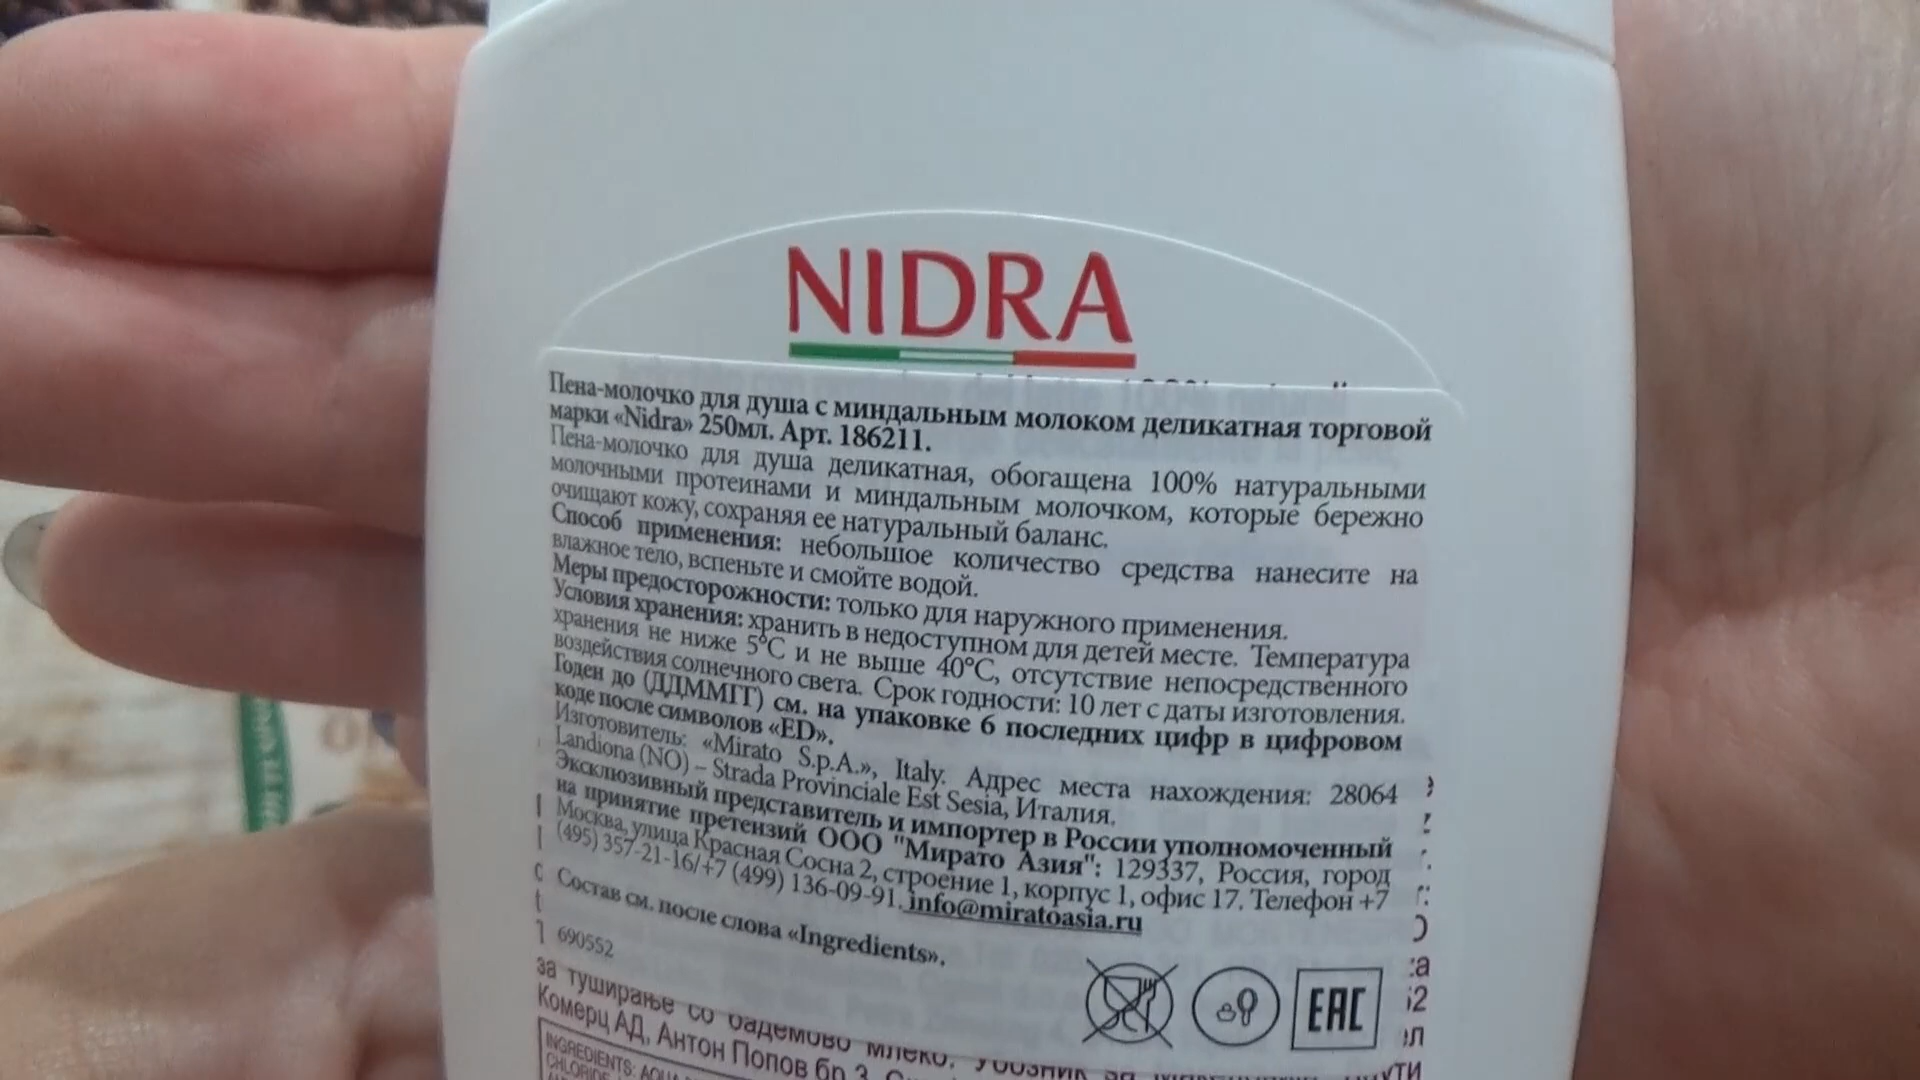 NIDRA
Пена-молочко для душа с миндальным молоком деликатная торговой
марки «Nidra» 250мл. Арт. 186211.
Пена-молочко для душа деликатная, обогащена 100% натуральными
молочными протеинами и миндальным молочком, которые бережно
очищают кожу, сохраняя ее натуральный баланс.
Способ применения: небольшое количество средства нанесите на
влажное тело, вспеньте и смойте водой.
Меры предосторожности: только для наружного применения.
Условия хранения: хранить в недоступном для детей месте. Температура
хранения не ниже 5°C и не выше 40°C, отсутствие непосредственного
воздействия солнечного света. Срок годности: 10 лет с даты изготовления.
Годен до (ДДММГГ) см. на упаковке 6 последних цифр в цифровом
коде после символов «ED».
Изготовитель: «Mirato S.p.A.», Italy. Адрес места нахождения: 28064
Landiona (NO) – Strada Provinciale Est Sesia, Италия.
Эксклюзивный представитель и импортер в России уполномоченный
на принятие претензий ООО "Мирато Азия": 129337, Россия, город
Москва, улица Красная Сосна 2, строение 1, корпус 1, офис 17. Телефон +7
(495) 357-21-16/+7 (499) 136-09-91. info@miratoasia.ru
Состав см. после слова «Ingredients».
690552
EAC
за туширање со бадемово млеко.
Комерц АД, Антон Попов бр 3
INGREDIENTS: AQUA
CHLORIDE